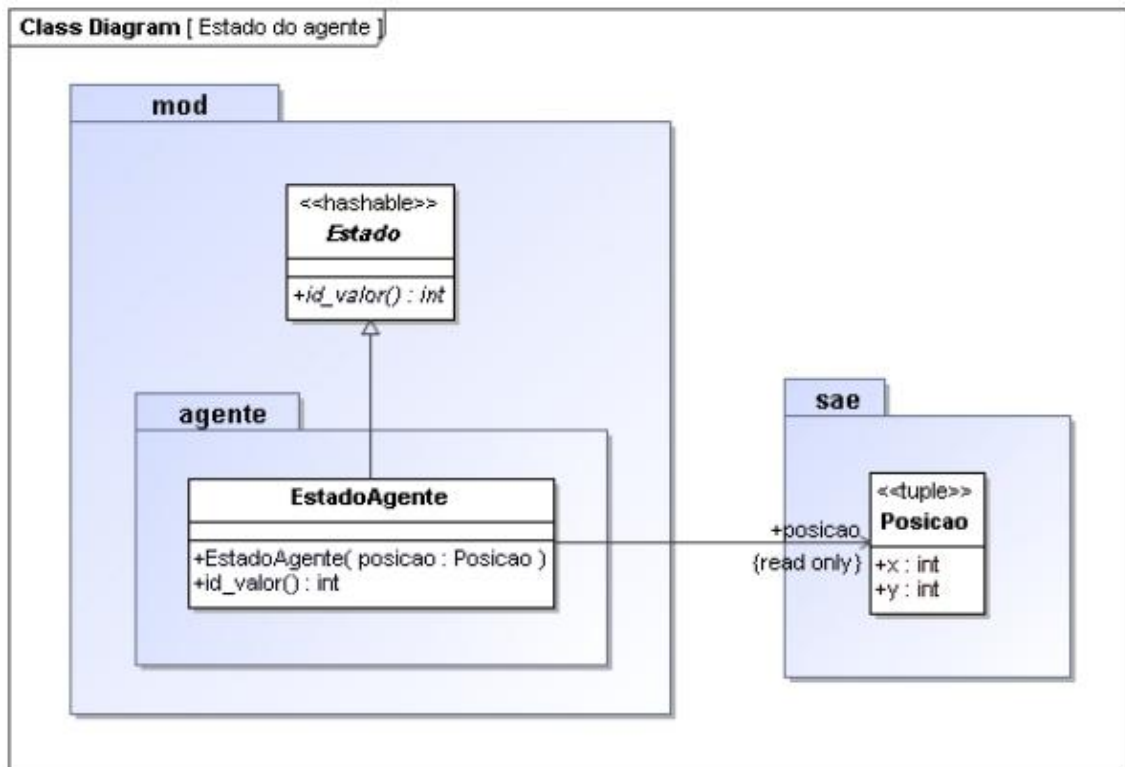 Class Diagram [ Estado do agente ]
mod
<<hashable>>
Estado
+id_valor() : int
agente
sae
EstadoAgente
+EstadoAgente( posicao : Posicao )
+id_valor() : int
+posicao
{read only}
<<tuple>>
Posicao
+x : int
+y : int